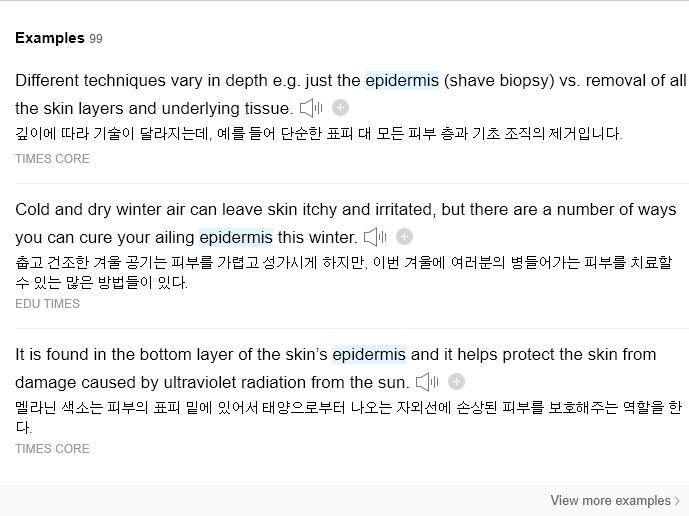 Examples 99
Different techniques vary in depth e.g. just the epidermis (shave biopsy) vs. removal of all
the skin layers and underlying tissue.
깊이에 따라 기술이 달라지는데, 예를 들어 단순한 표피 대 모든 피부 층과 기초 조직의 제거입니다.
TIMES CORE
Cold and dry winter air can leave skin itchy and irritated, but there are a number of ways
you can cure your ailing epidermis this winter.
춥고 건조한 겨울 공기는 피부를 가렵고 성가시게 하지만, 이번 겨울에 여러분의 병들어가는 피부를 치료할
수 있는 많은 방법들이 있다.
EDU TIMES
It is found in the bottom layer of the skin’s epidermis and it helps protect the skin from
damage caused by ultraviolet radiation from the sun.
멜라닌 색소는 피부의 표피 밑에 있어서 태양으로부터 나오는 자외선에 손상된 피부를 보호해주는 역할을 한
다.
TIMES CORE
View more examples >